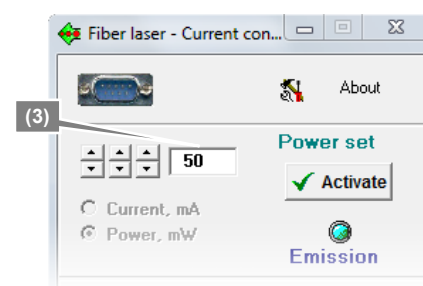 Fiber laser - Current con...
About
(3)
50
Power set
Activate
Current, mA
Power, mW
Emission